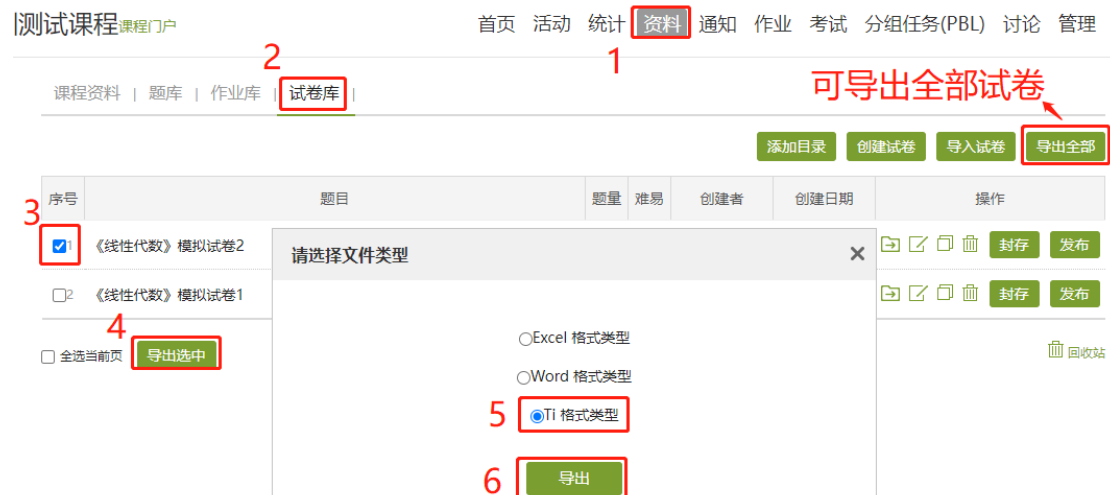 测试课程课程门户 首页 活动 统计 资料 通知 作业 考试 分组任务(PBL) 讨论 管理
1
2
课程资料 | 题库 | 作业库 | 试卷库 |
可导出全部试卷
添加目录 创建试卷 导入试卷 导出全部
序号 题目 题量 难易 创建者 创建日期 操作
3
1 《线性代数》模拟试卷2 封存 发布
请选择文件类型 ×
2 《线性代数》模拟试卷1 封存 发布
4
全选当前页 导出选中 回收站
Excel 格式类型
Word 格式类型
5 Ti 格式类型
6 导出